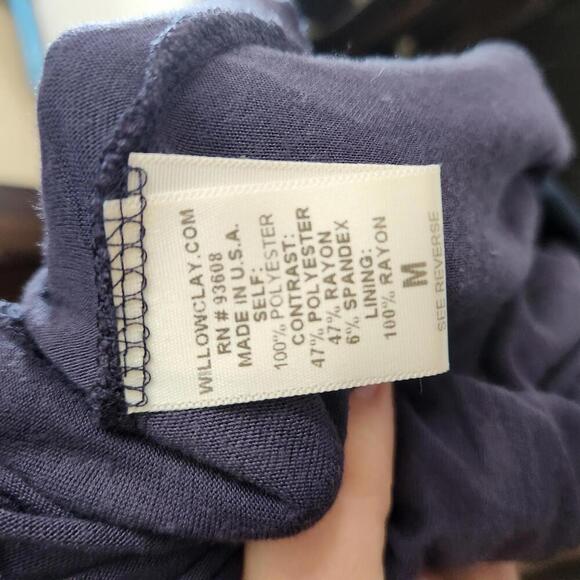 WILLOWCLAY.COM
RN # 93608
MADE IN U.S.A.
SELF:
100% POLYESTER
CONTRAST:
47% POLYESTER
47% RAYON
6% SPANDEX
LINING:
100% RAYON
M
SEE REVERSE